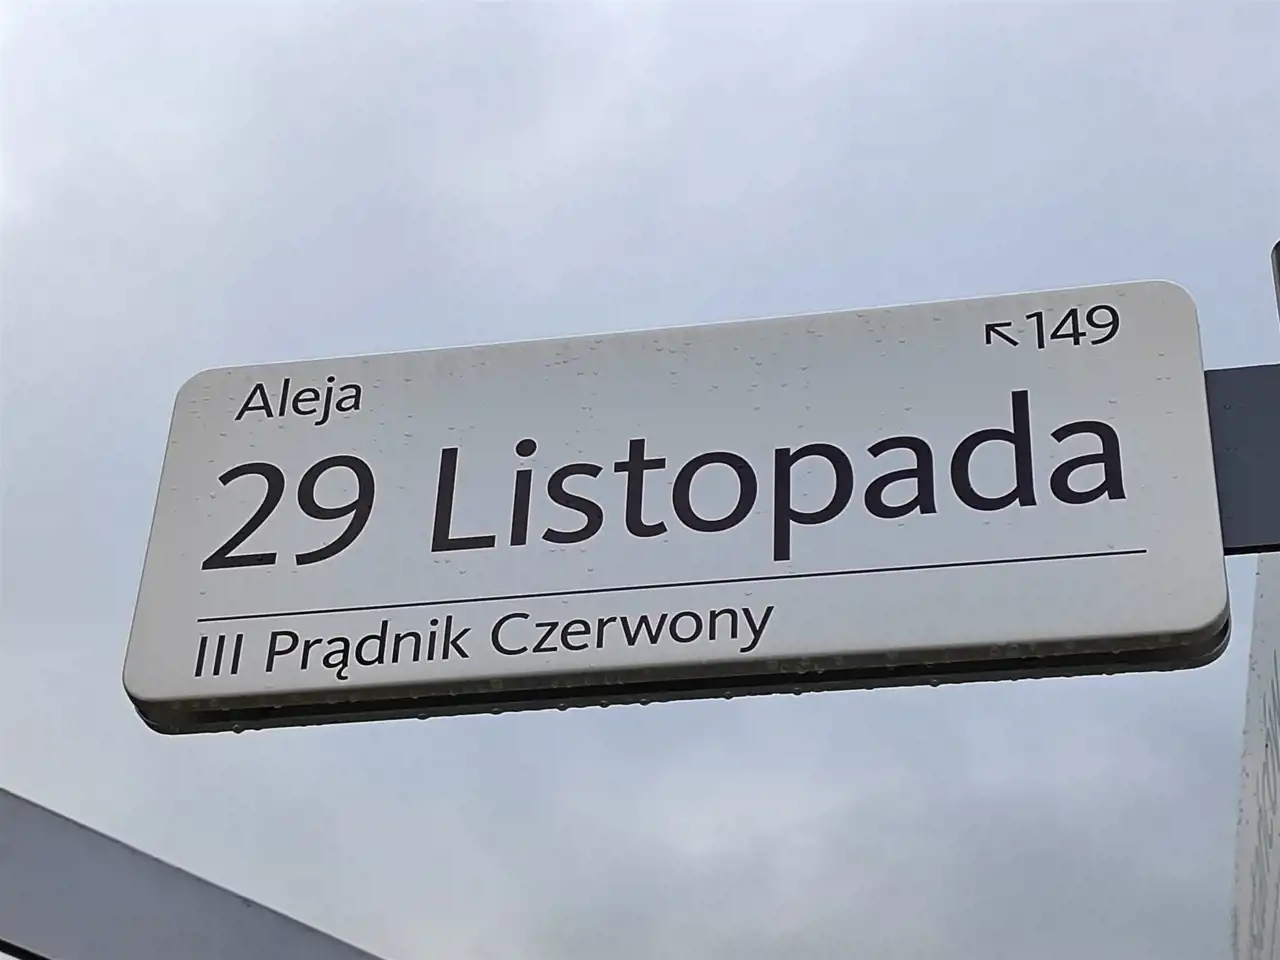 Aleja
↖149
29 Listopada
III Prądnik Czerwony